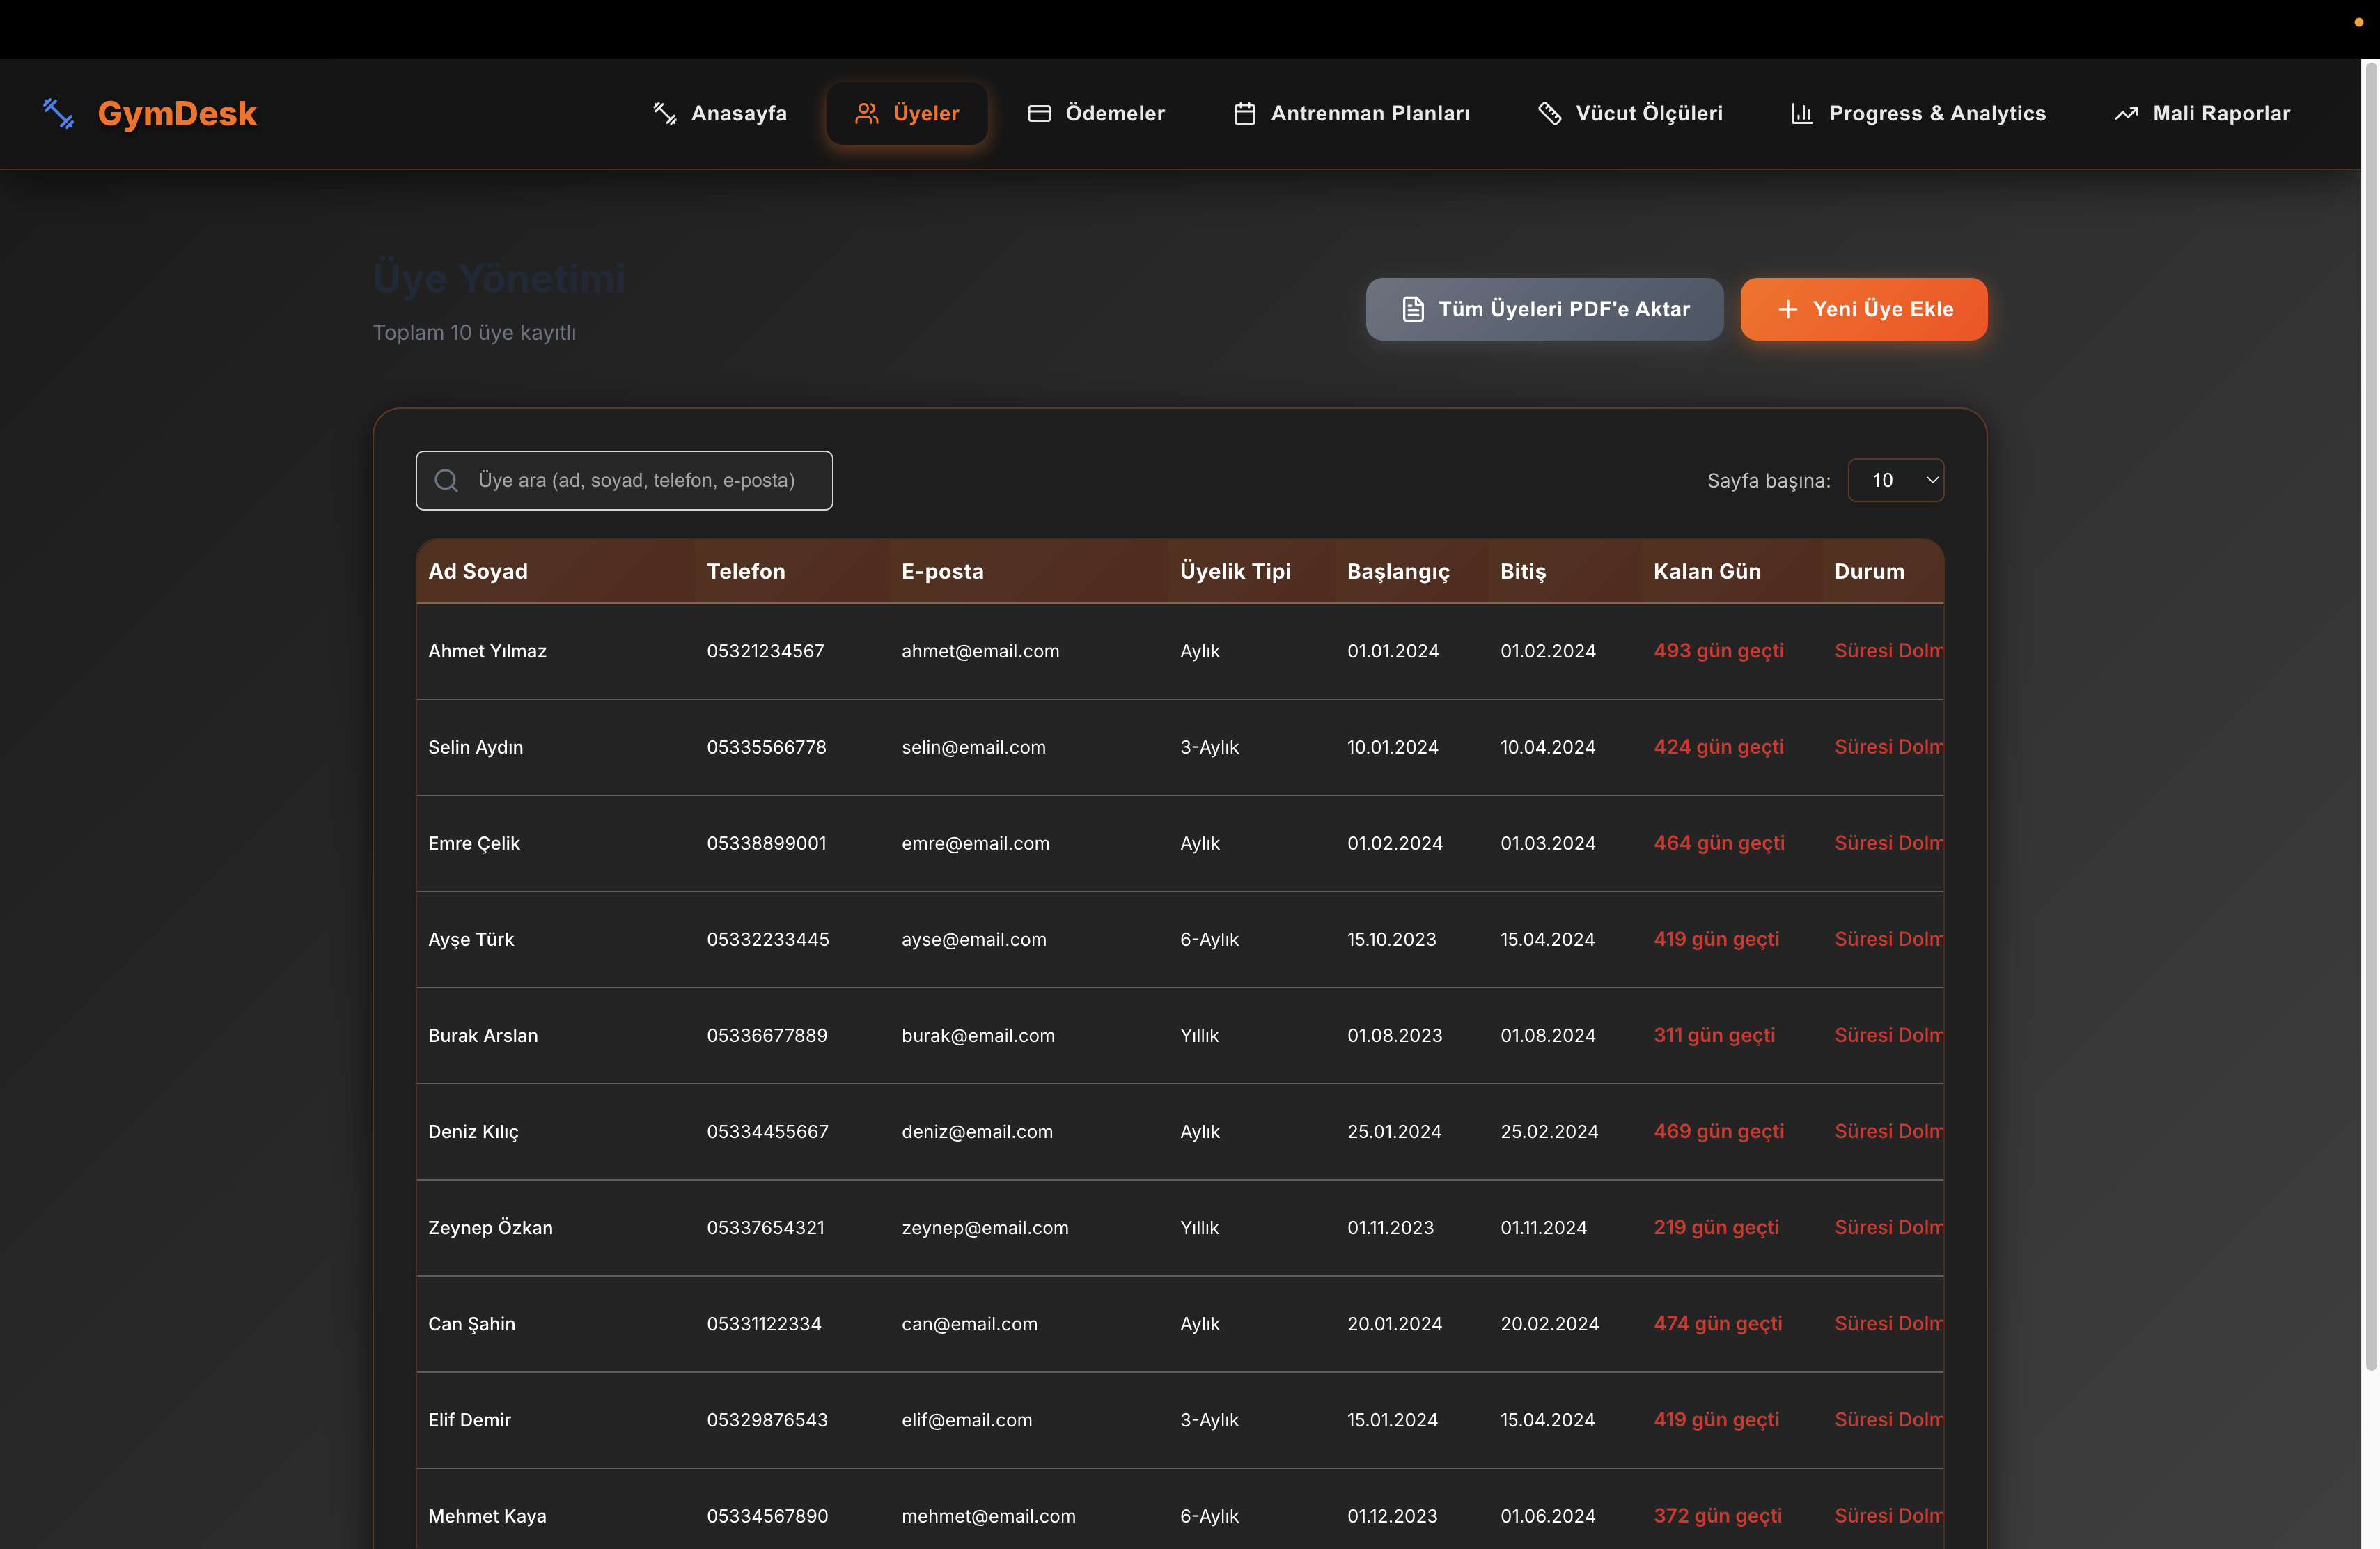 GymDesk
Anasayfa Üyeler Ödemeler Antrenman Planları Vücut Ölçüleri Progress & Analytics Mali Raporlar
Üye Yönetimi
Toplam 10 üye kayıtlı
Tüm Üyeleri PDF'e Aktar Yeni Üye Ekle
Üye ara (ad, soyad, telefon, e-posta) Sayfa başına: 10
Ad Soyad Telefon E-posta Üyelik Tipi Başlangıç Bitiş Kalan Gün Durum
Ahmet Yılmaz 05321234567 ahmet@email.com Aylık 01.01.2024 01.02.2024 493 gün geçti Süresi Dolm
Selin Aydın 05335566778 selin@email.com 3-Aylık 10.01.2024 10.04.2024 424 gün geçti Süresi Dolm
Emre Çelik 05338899001 emre@email.com Aylık 01.02.2024 01.03.2024 464 gün geçti Süresi Dolm
Ayşe Türk 05332233445 ayse@email.com 6-Aylık 15.10.2023 15.04.2024 419 gün geçti Süresi Dolm
Burak Arslan 05336677889 burak@email.com Yıllık 01.08.2023 01.08.2024 311 gün geçti Süresi Dolm
Deniz Kılıç 05334455667 deniz@email.com Aylık 25.01.2024 25.02.2024 469 gün geçti Süresi Dolm
Zeynep Özkan 05337654321 zeynep@email.com Yıllık 01.11.2023 01.11.2024 219 gün geçti Süresi Dolm
Can Şahin 05331122334 can@email.com Aylık 20.01.2024 20.02.2024 474 gün geçti Süresi Dolm
Elif Demir 05329876543 elif@email.com 3-Aylık 15.01.2024 15.04.2024 419 gün geçti Süresi Dolm
Mehmet Kaya 05334567890 mehmet@email.com 6-Aylık 01.12.2023 01.06.2024 372 gün geçti Süresi Dolm